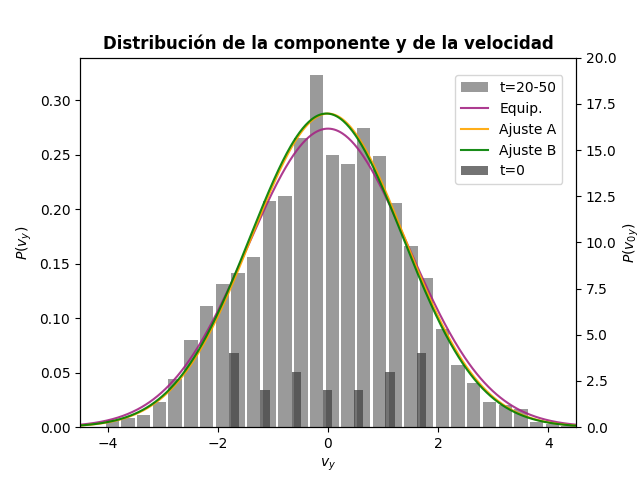 Distribución de la componente y de la velocidad
t=20-50
Equip.
Ajuste A
Ajuste B
t=0
P(v_y)
0.00
0.05
0.10
0.15
0.20
0.25
0.30
−4
−2
0
2
4
v_y
0.0
2.5
5.0
7.5
10.0
12.5
15.0
17.5
20.0
P(v_{0y})